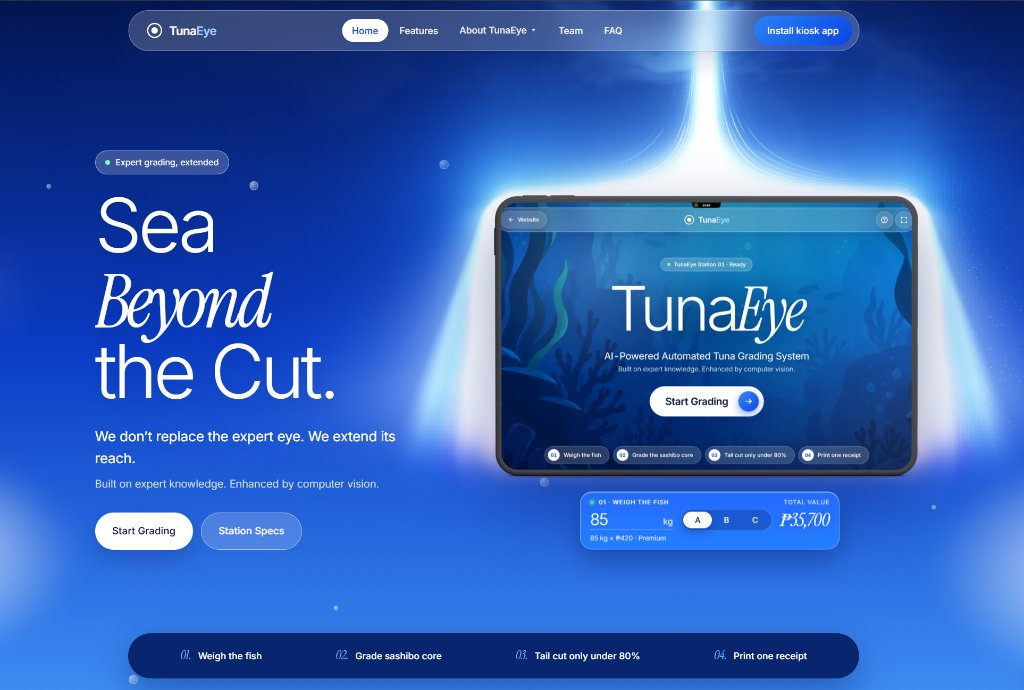 TunaEye
Home
Features
About TunaEye
Team
FAQ
Install kiosk app
Expert grading, extended
Sea
Beyond
the Cut.
We don’t replace the expert eye. We extend its
reach.
Built on expert knowledge. Enhanced by computer vision.
Start Grading
Station Specs
← Website
TunaEye
TunaEye Station 01 · Ready
TunaEye
AI-Powered Automated Tuna Grading System
Built on expert knowledge. Enhanced by computer vision.
Start Grading →
01 Weigh the fish
02 Grade the sashibo core
03 Tail cut only under 80%
04 Print one receipt
01 · WEIGH THE FISH
TOTAL VALUE
85 kg
A B C
₱35,700
85 kg × ₱420 · Premium
01. Weigh the fish
02. Grade sashibo core
03. Tail cut only under 80%
04. Print one receipt